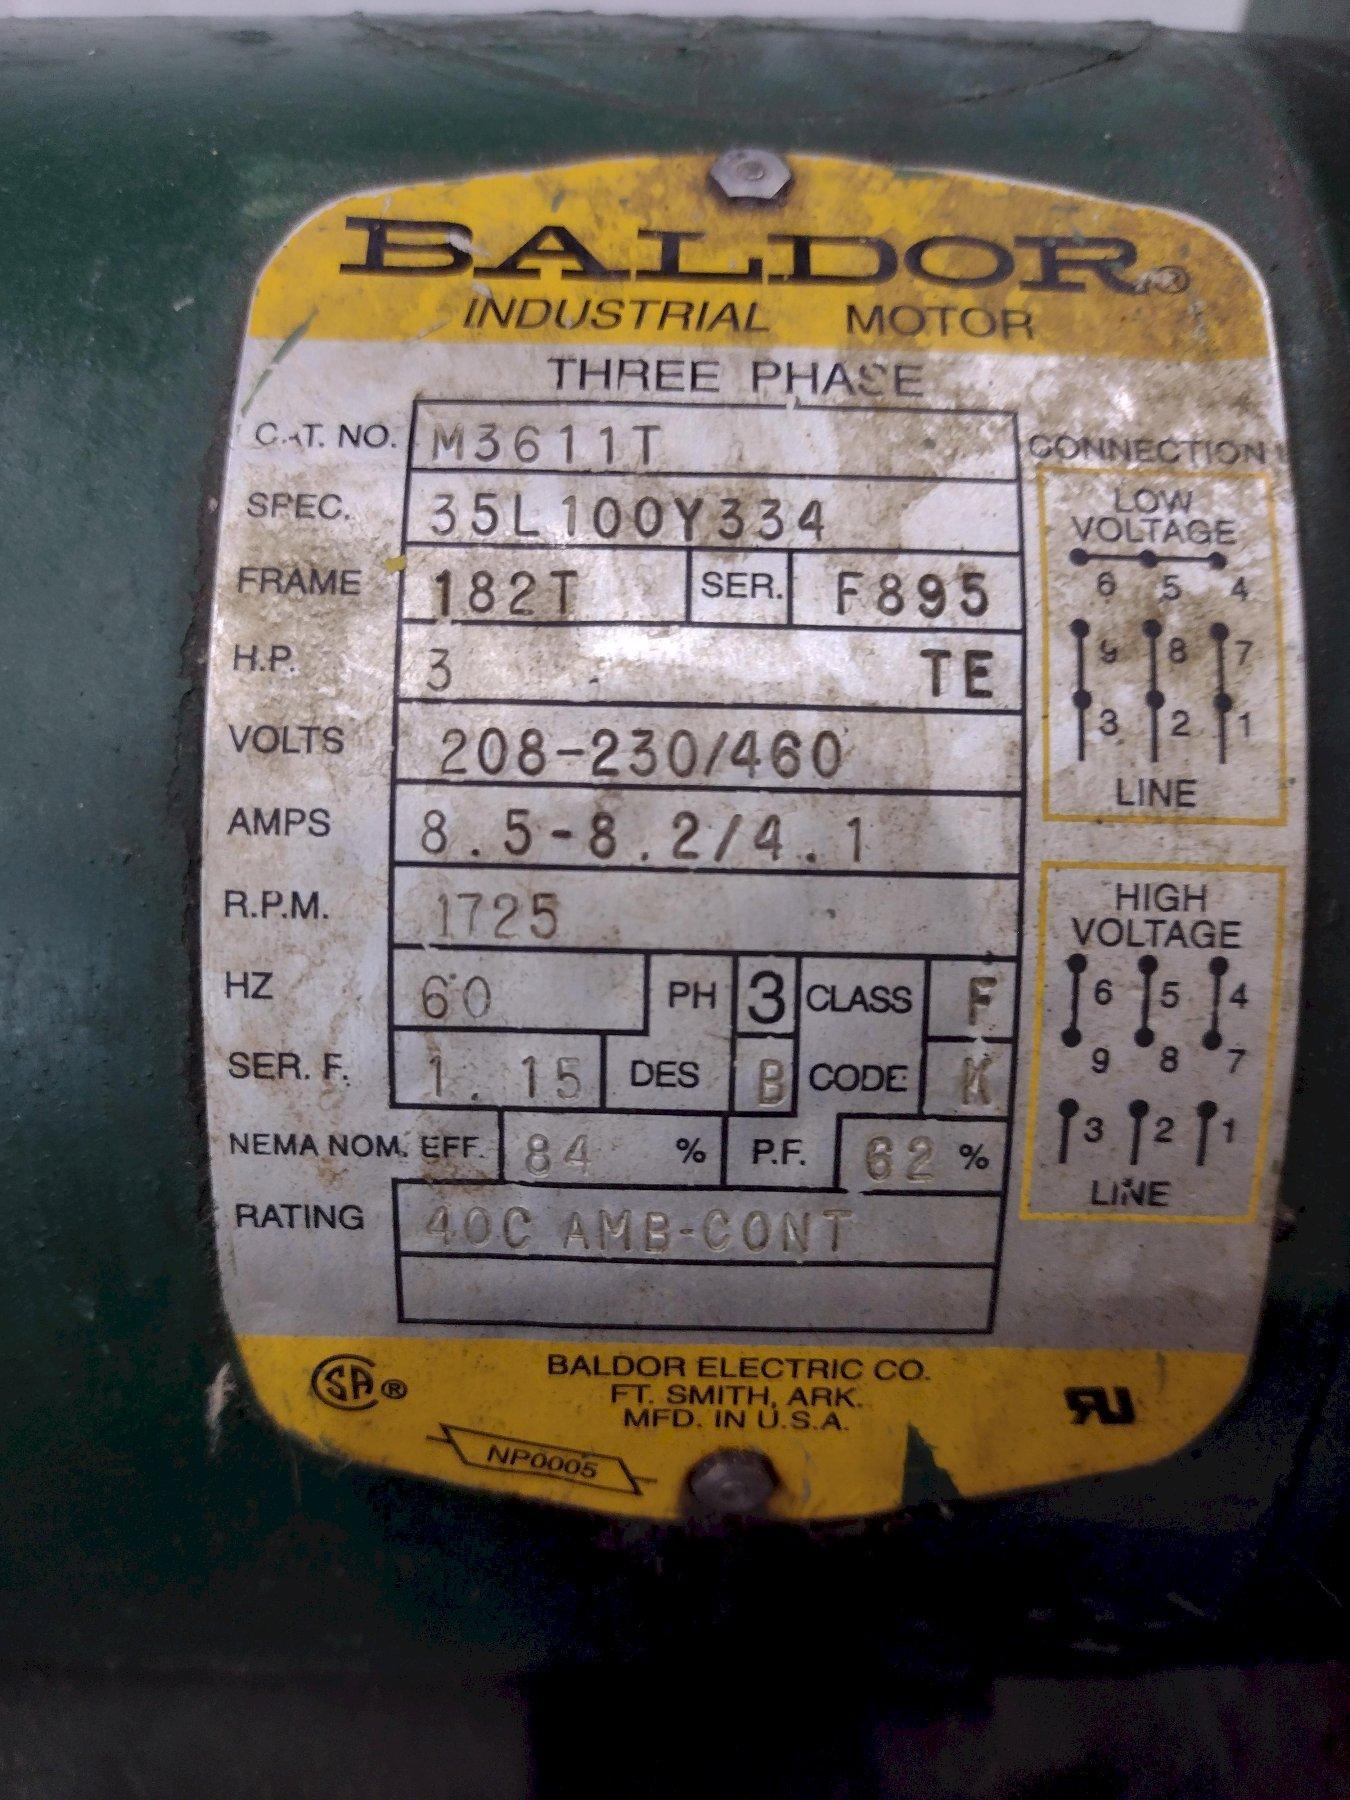 BALDOR®
INDUSTRIAL MOTOR
THREE PHASE
CAT. NO. M3611T
SPEC. 35L100Y334
FRAME 182T SER. F895
H.P. 3 TE
VOLTS 208-230/460
AMPS 8.5-8.2/4.1
R.P.M. 1725
HZ 60 PH 3 CLASS F
SER. F. 1.15 DES B CODE K
NEMA NOM. EFF. 84 % P.F. 62 %
RATING 40C AMB-CONT
CONNECTION
LOW
VOLTAGE
6 5 4
9 8 7
3 2 1
LINE
HIGH
VOLTAGE
6 5 4
9 8 7
3 2 1
LINE
SA®
BALDOR ELECTRIC CO.
FT. SMITH, ARK.
MFD. IN U.S.A.
RU
NP0005